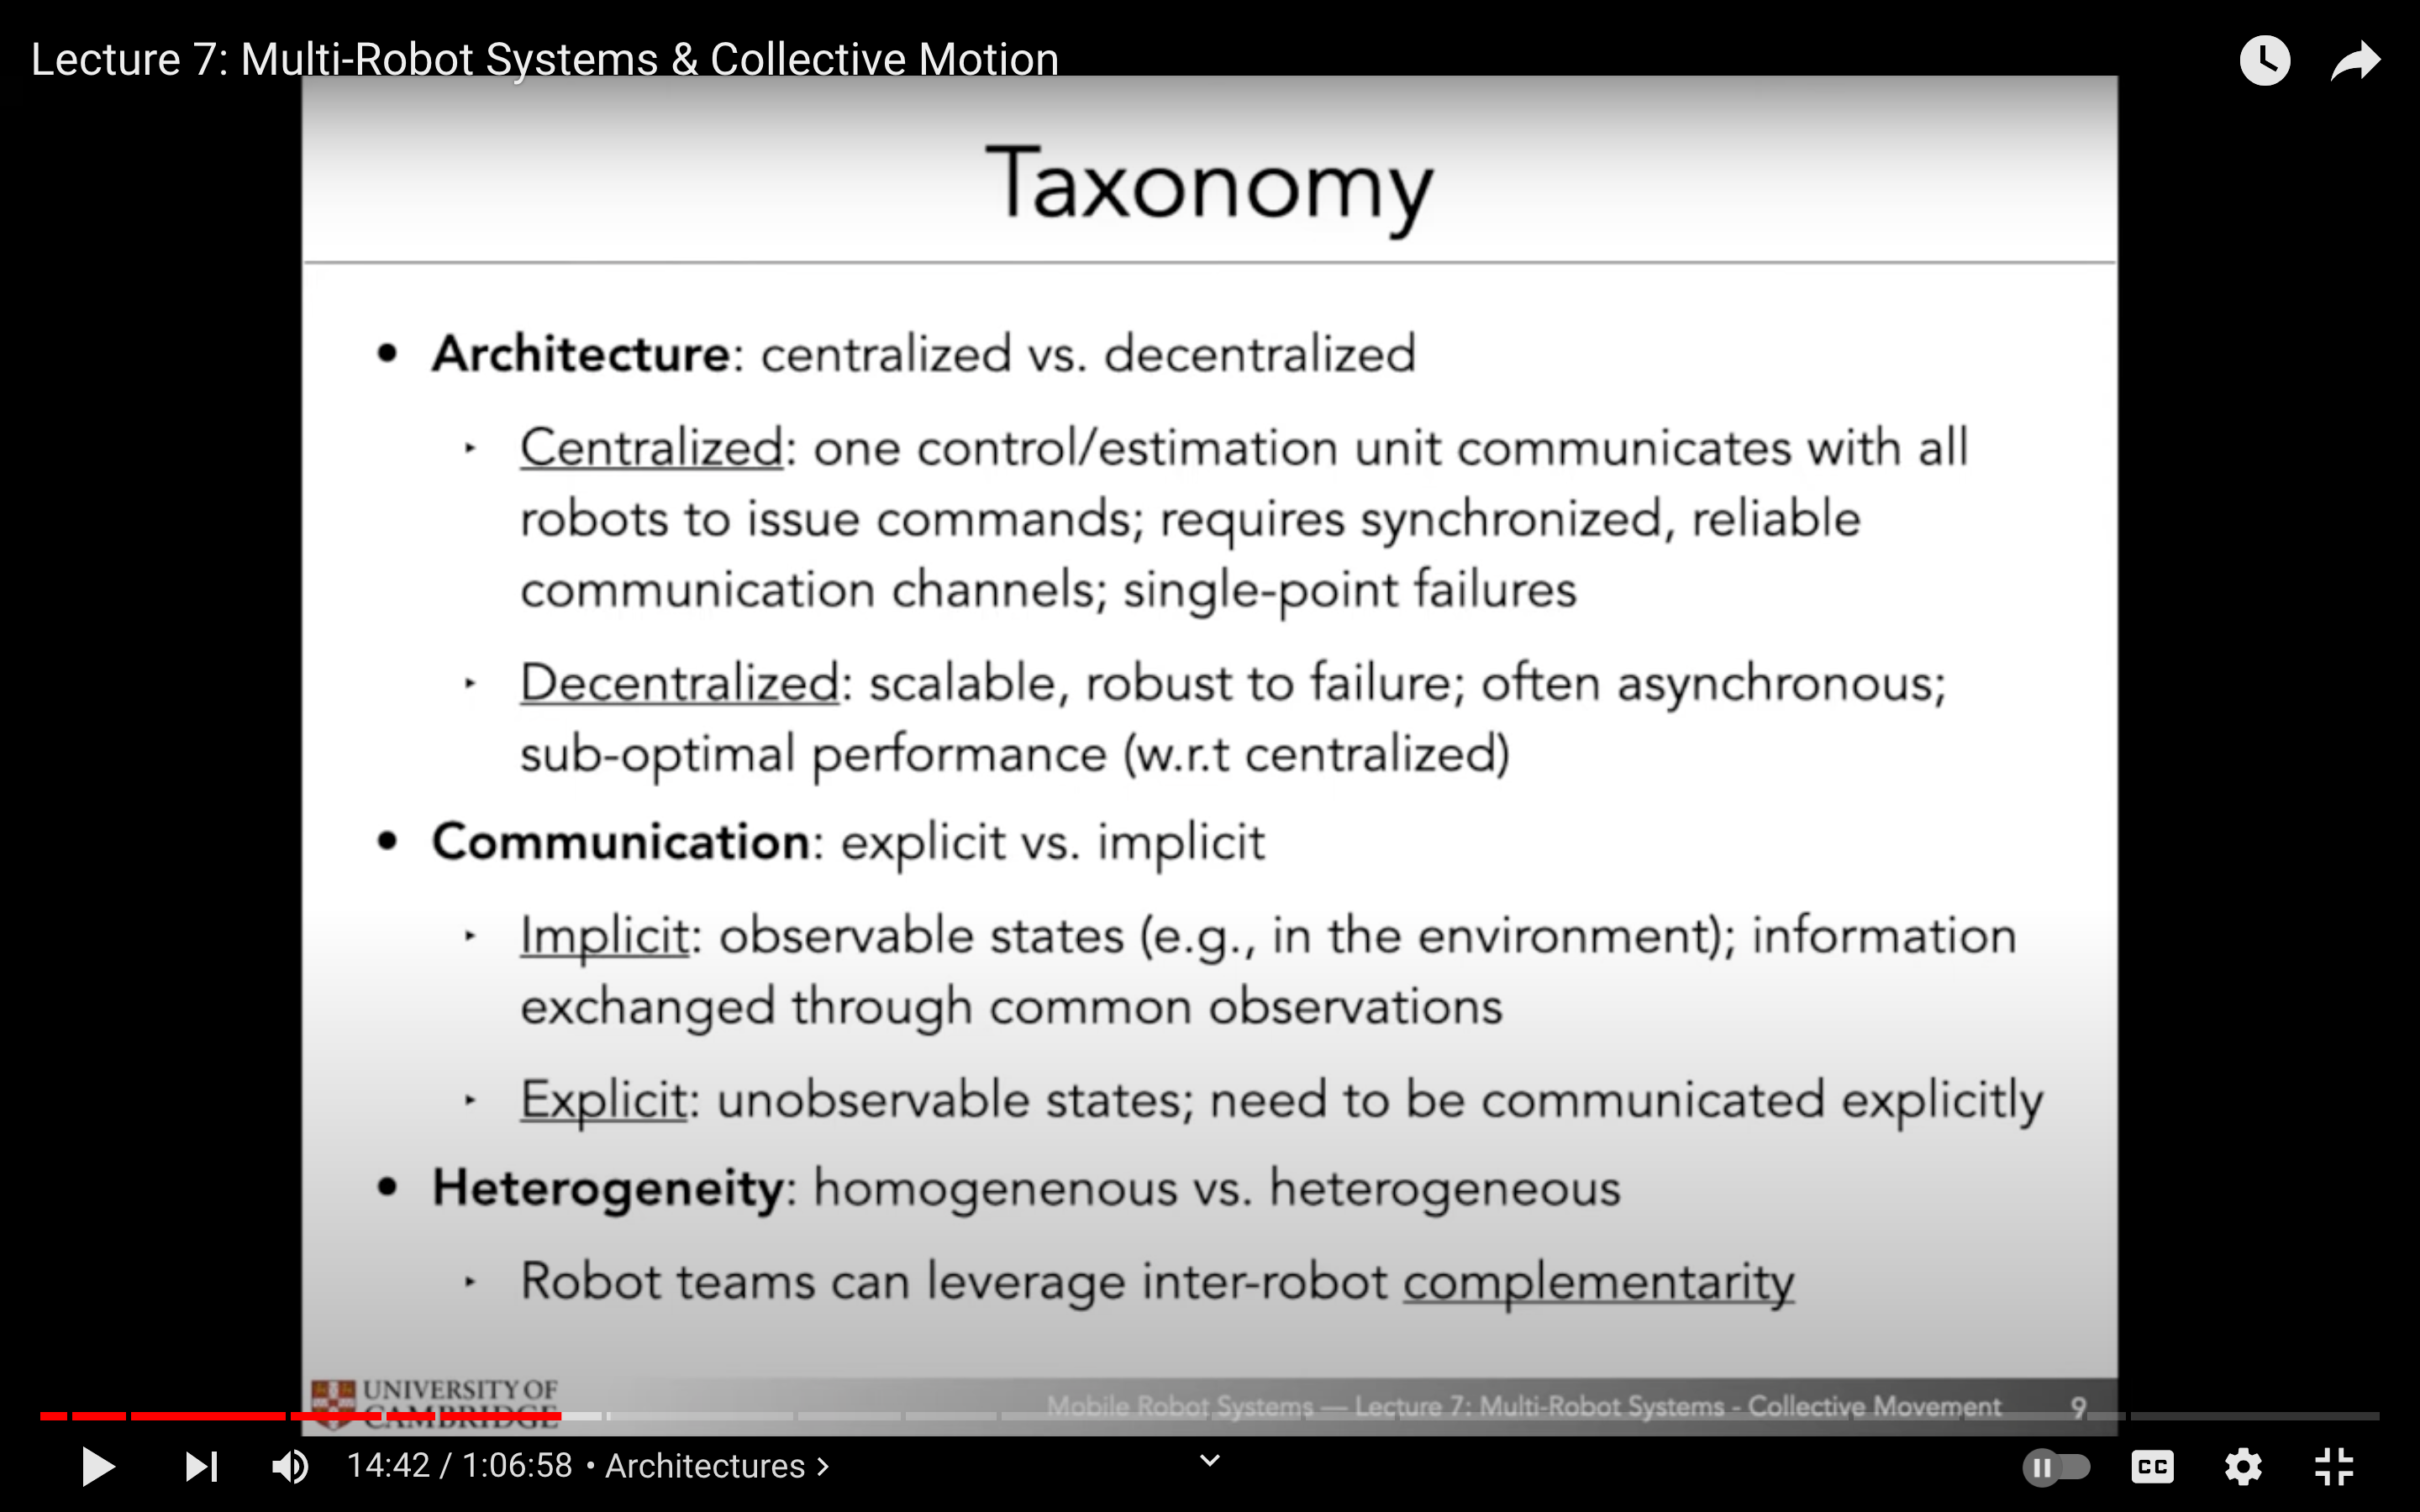 Lecture 7: Multi-Robot Systems & Collective Motion
Taxonomy
• Architecture: centralized vs. decentralized
‣ Centralized: one control/estimation unit communicates with all
robots to issue commands; requires synchronized, reliable
communication channels; single-point failures
‣ Decentralized: scalable, robust to failure; often asynchronous;
sub-optimal performance (w.r.t centralized)
• Communication: explicit vs. implicit
‣ Implicit: observable states (e.g., in the environment); information
exchanged through common observations
‣ Explicit: unobservable states; need to be communicated explicitly
• Heterogeneity: homogenenous vs. heterogeneous
‣ Robot teams can leverage inter-robot complementarity
UNIVERSITY OF
CAMBRIDGE
Mobile Robot Systems — Lecture 7: Multi-Robot Systems - Collective Movement 9
14:42 / 1:06:58 • Architectures >
CC